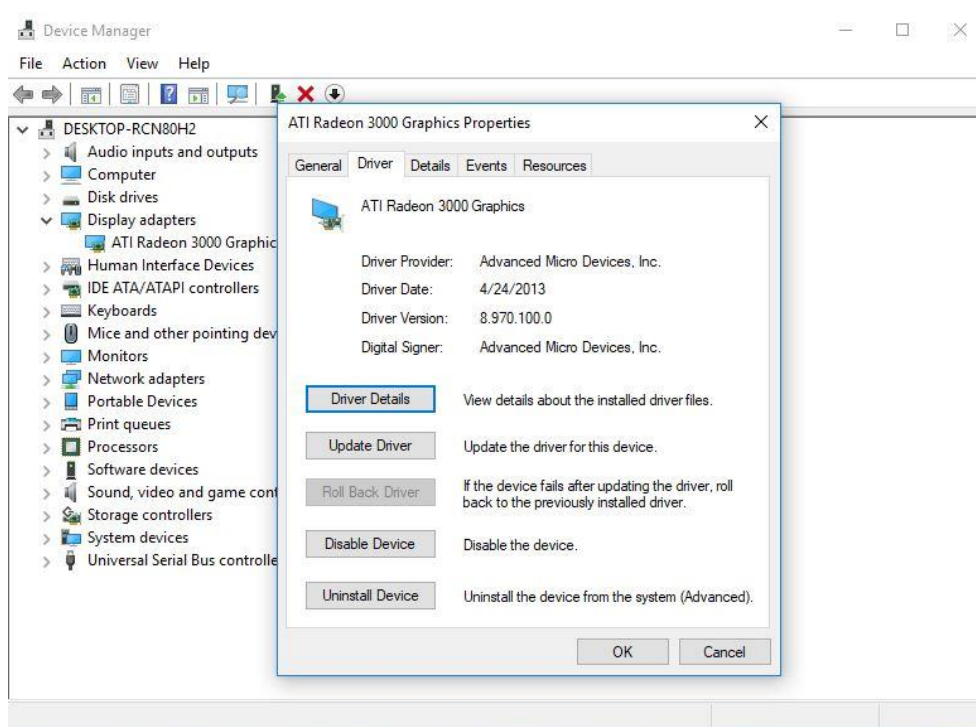 Device Manager
File Action View Help
DESKTOP-RCN80H2
Audio inputs and outputs
Computer
Disk drives
Display adapters
ATI Radeon 3000 Graphic
Human Interface Devices
IDE ATA/ATAPI controllers
Keyboards
Mice and other pointing dev
Monitors
Network adapters
Portable Devices
Print queues
Processors
Software devices
Sound, video and game cont
Storage controllers
System devices
Universal Serial Bus controlle
ATI Radeon 3000 Graphics Properties
General Driver Details Events Resources
ATI Radeon 3000 Graphics
Driver Provider: Advanced Micro Devices, Inc.
Driver Date: 4/24/2013
Driver Version: 8.970.100.0
Digital Signer: Advanced Micro Devices, Inc.
Driver Details View details about the installed driver files.
Update Driver Update the driver for this device.
Roll Back Driver If the device fails after updating the driver, roll
back to the previously installed driver.
Disable Device Disable the device.
Uninstall Device Uninstall the device from the system (Advanced).
OK Cancel